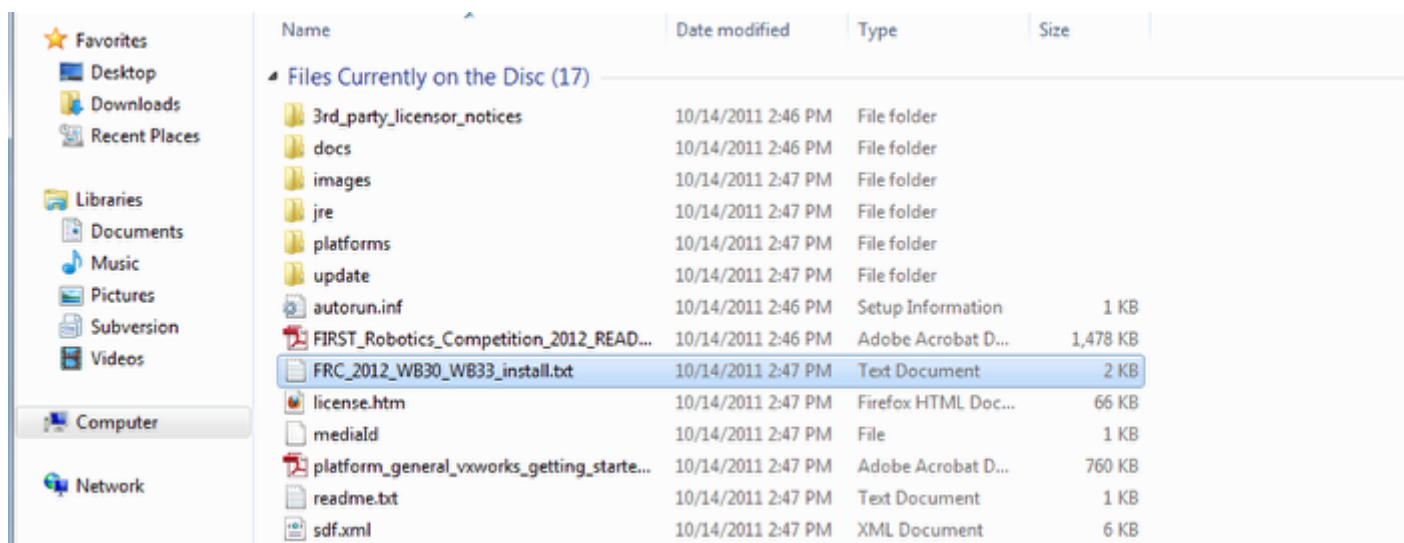 Favorites
Desktop
Downloads
Recent Places
Libraries
Documents
Music
Pictures
Subversion
Videos
Computer
Network
Name Date modified Type Size
Files Currently on the Disc (17)
3rd_party_licensor_notices 10/14/2011 2:46 PM File folder
docs 10/14/2011 2:46 PM File folder
images 10/14/2011 2:47 PM File folder
jre 10/14/2011 2:47 PM File folder
platforms 10/14/2011 2:47 PM File folder
update 10/14/2011 2:47 PM File folder
autorun.inf 10/14/2011 2:46 PM Setup Information 1 KB
FIRST_Robotics_Competition_2012_READ... 10/14/2011 2:46 PM Adobe Acrobat D... 1,478 KB
FRC_2012_WB30_WB33_install.txt 10/14/2011 2:47 PM Text Document 2 KB
license.htm 10/14/2011 2:47 PM Firefox HTML Doc... 66 KB
mediaId 10/14/2011 2:47 PM File 1 KB
platform_general_vxworks_getting_starte... 10/14/2011 2:47 PM Adobe Acrobat D... 760 KB
readme.txt 10/14/2011 2:47 PM Text Document 1 KB
sdf.xml 10/14/2011 2:47 PM XML Document 6 KB